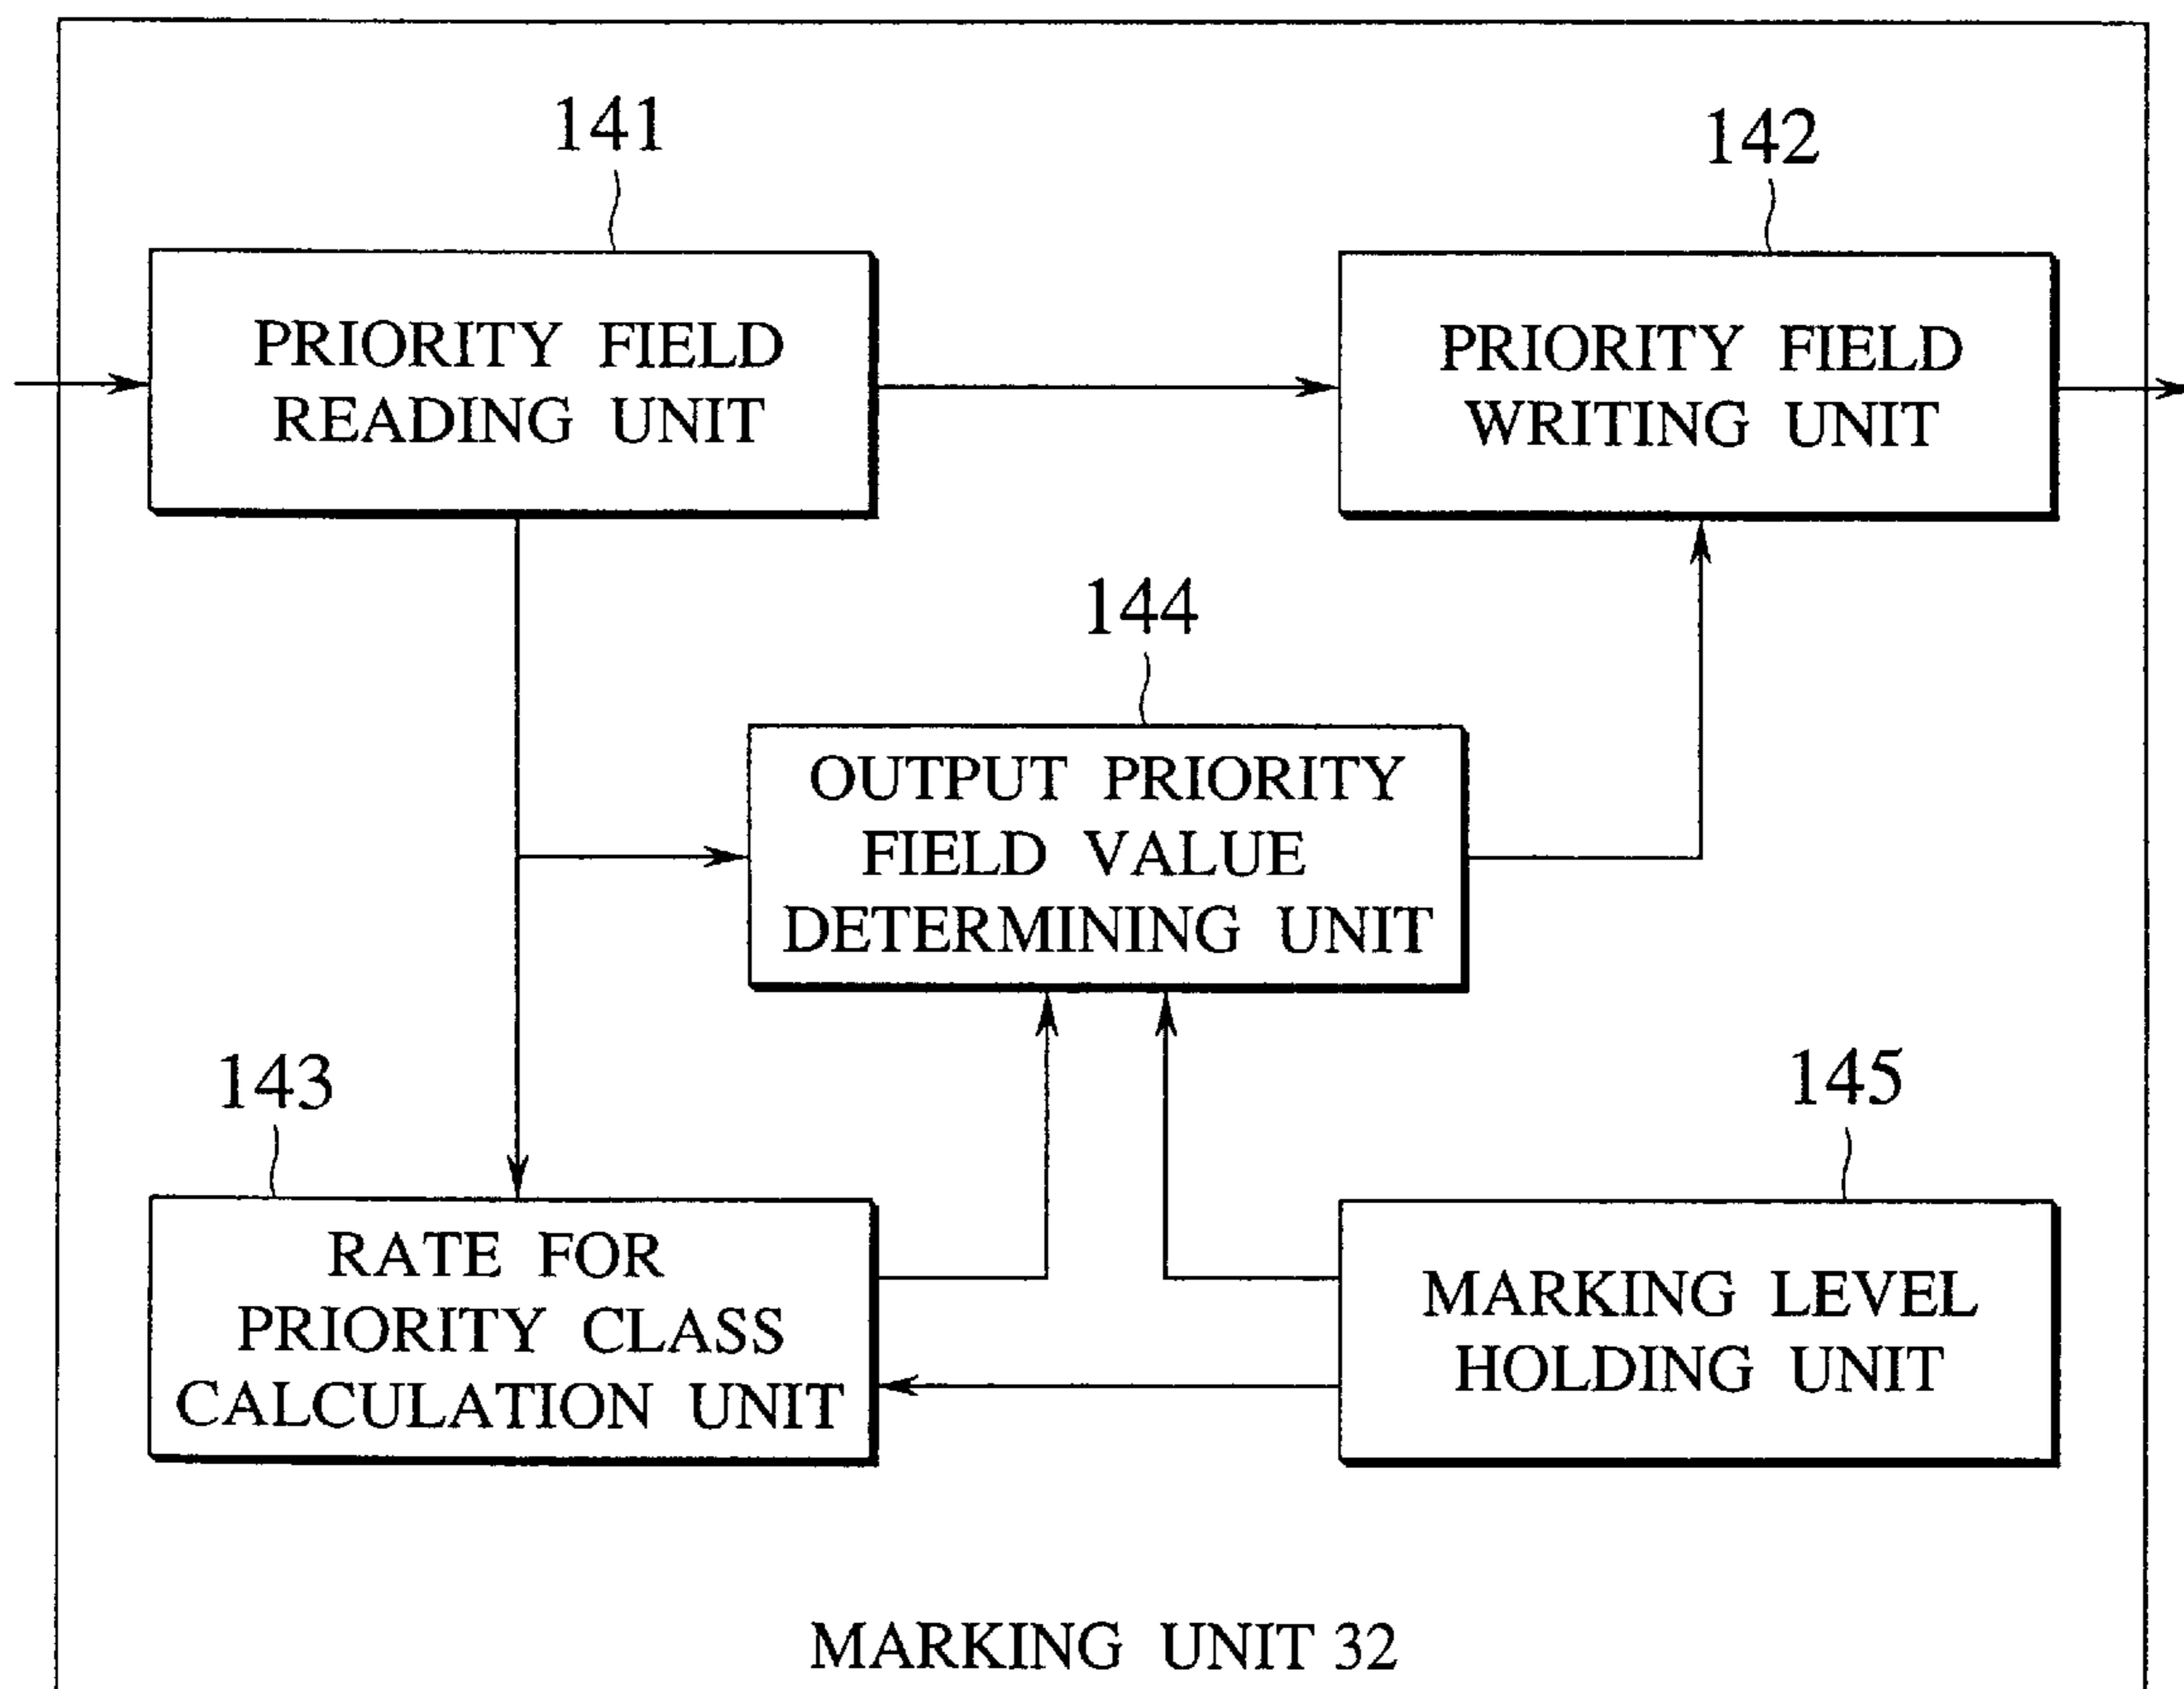 141
142
PRIORITY FIELD
READING UNIT
PRIORITY FIELD
WRITING UNIT
144
OUTPUT PRIORITY
FIELD VALUE
DETERMINING UNIT
143
145
RATE FOR
PRIORITY CLASS
CALCULATION UNIT
MARKING LEVEL
HOLDING UNIT
MARKING UNIT 32